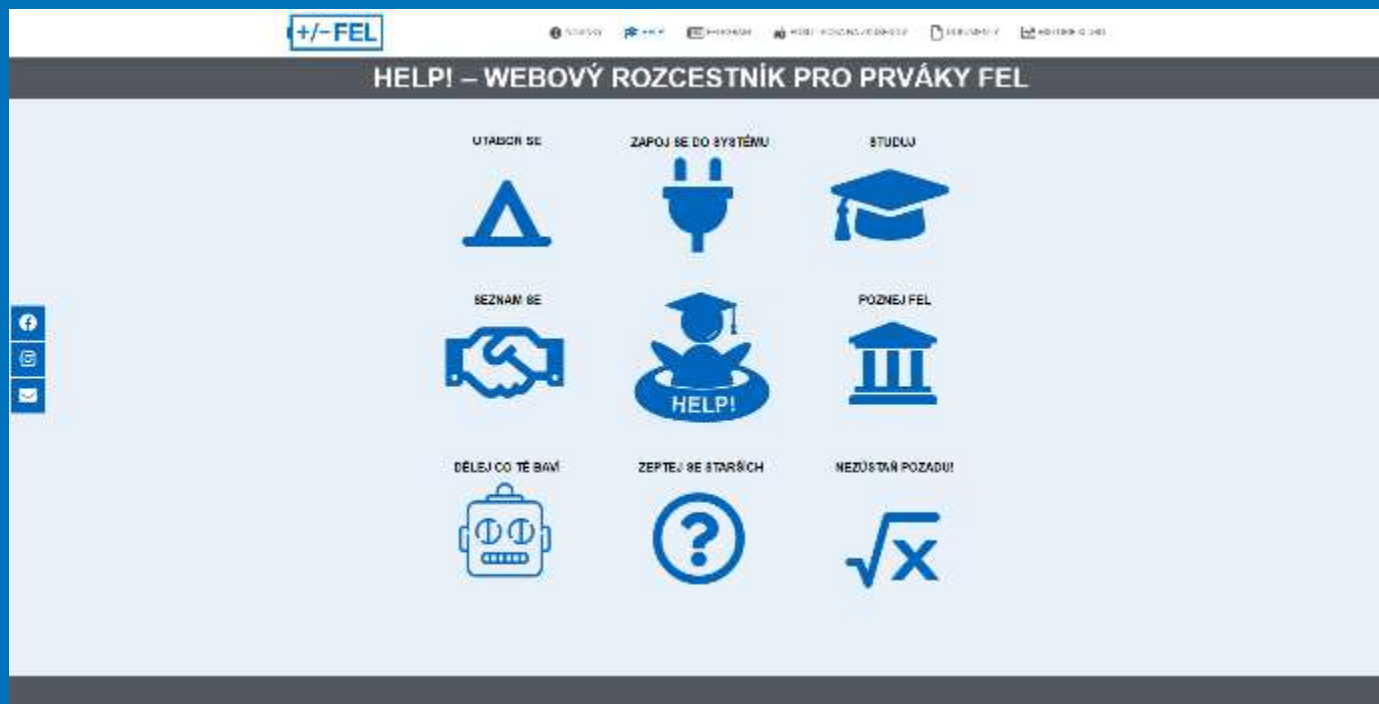 +/- FEL
HELP! – WEBOVÝ ROZCESTNÍK PRO PRVÁKY FEL
UTÁBOR SE
ZAPOJ SE DO SYSTÉMU
STUDUJ
SEZNAM SE
POZNEJ FEL
HELP!
DĚLEJ CO TĚ BAVÍ
ZEPTEJ SE STARŠÍCH
NEZŮSTAŇ POZADU!
√x